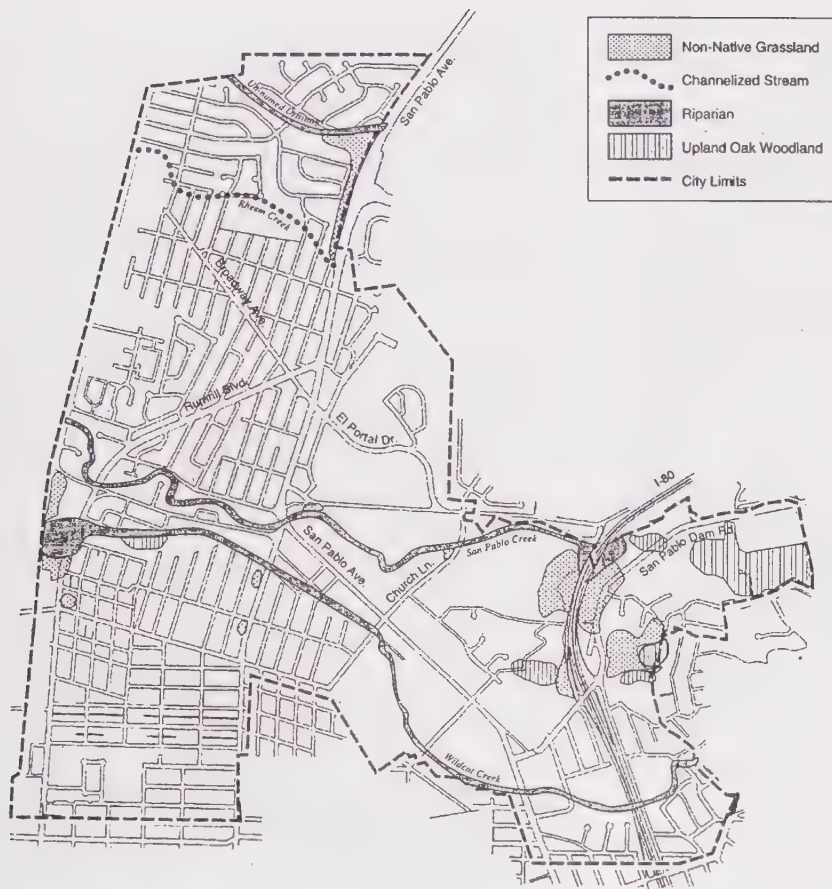 Non-Native Grassland
Channelized Stream
Riparian
Upland Oak Woodland
City Limits
San Pablo Ave.
Rheem Creek
Broadway Ave.
Rumrill Blvd.
El Portal Dr.
I-80
San Pablo Dam Rd.
San Pablo Creek
San Pablo Ave.
Church Ln.
Wildcat Creek